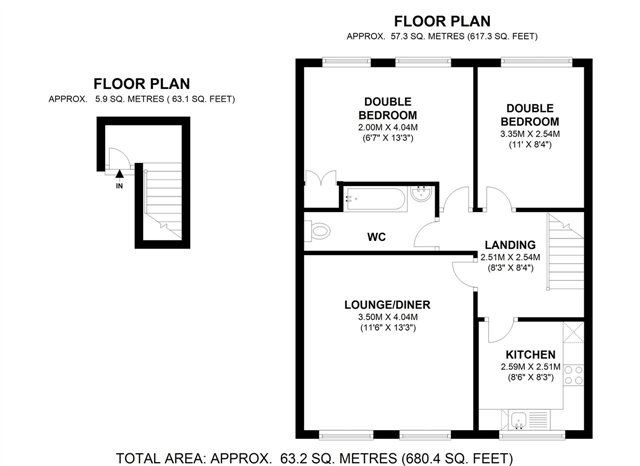 FLOOR PLAN
APPROX. 57.3 SQ. METRES (617.3 SQ. FEET)
FLOOR PLAN
APPROX. 5.9 SQ. METRES ( 63.1 SQ. FEET)
IN
DOUBLE
BEDROOM
2.00M X 4.04M
(6'7" X 13'3")
DOUBLE
BEDROOM
3.35M X 2.54M
(11' X 8'4")
WC
LANDING
2.51M X 2.54M
(8'3" X 8'4")
LOUNGE/DINER
3.50M X 4.04M
(11'6" X 13'3")
KITCHEN
2.59M X 2.51M
(8'6" X 8'3")
TOTAL AREA: APPROX. 63.2 SQ. METRES (680.4 SQ. FEET)